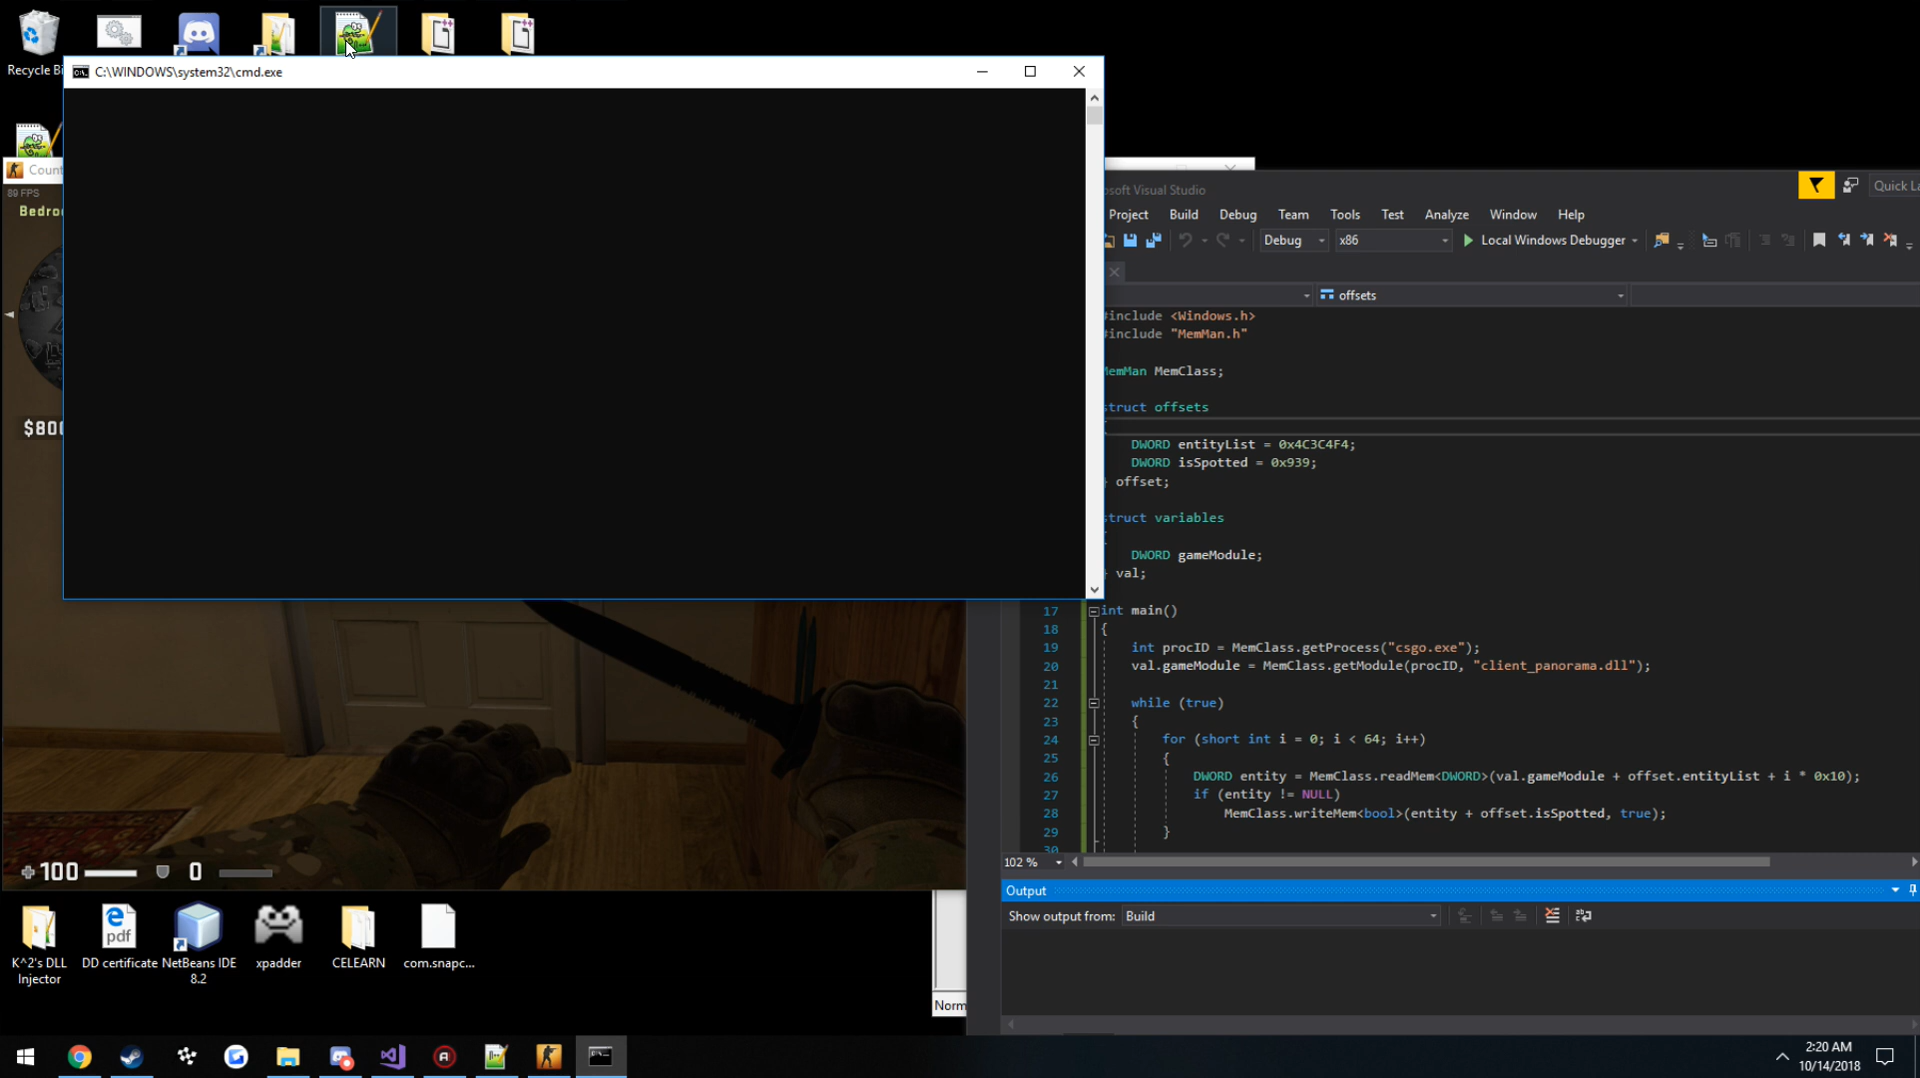 Recycle Bi
C:\WINDOWS\system32\cmd.exe
Count
89 FPS
Bedro
$800
100
0
osoft Visual Studio
Quick La
Project Build Debug Team Tools Test Analyze Window Help
Debug x86 Local Windows Debugger
offsets
#include <Windows.h>
#include "MemMan.h"
MemMan MemClass;
struct offsets
DWORD entityList = 0x4C3C4F4;
DWORD isSpotted = 0x939;
} offset;
struct variables
DWORD gameModule;
} val;
17 int main()
18 {
19 int procID = MemClass.getProcess("csgo.exe");
20 val.gameModule = MemClass.getModule(procID, "client_panorama.dll");
21
22 while (true)
23 {
24 for (short int i = 0; i < 64; i++)
25 {
26 DWORD entity = MemClass.readMem<DWORD>(val.gameModule + offset.entityList + i * 0x10);
27 if (entity != NULL)
28 MemClass.writeMem<bool>(entity + offset.isSpotted, true);
29 }
30
102 %
Output
Show output from: Build
K^2's DLL Injector
DD certificate
NetBeans IDE 8.2
xpadder
CELEARN
com.snapc...
Norm
2:20 AM
10/14/2018